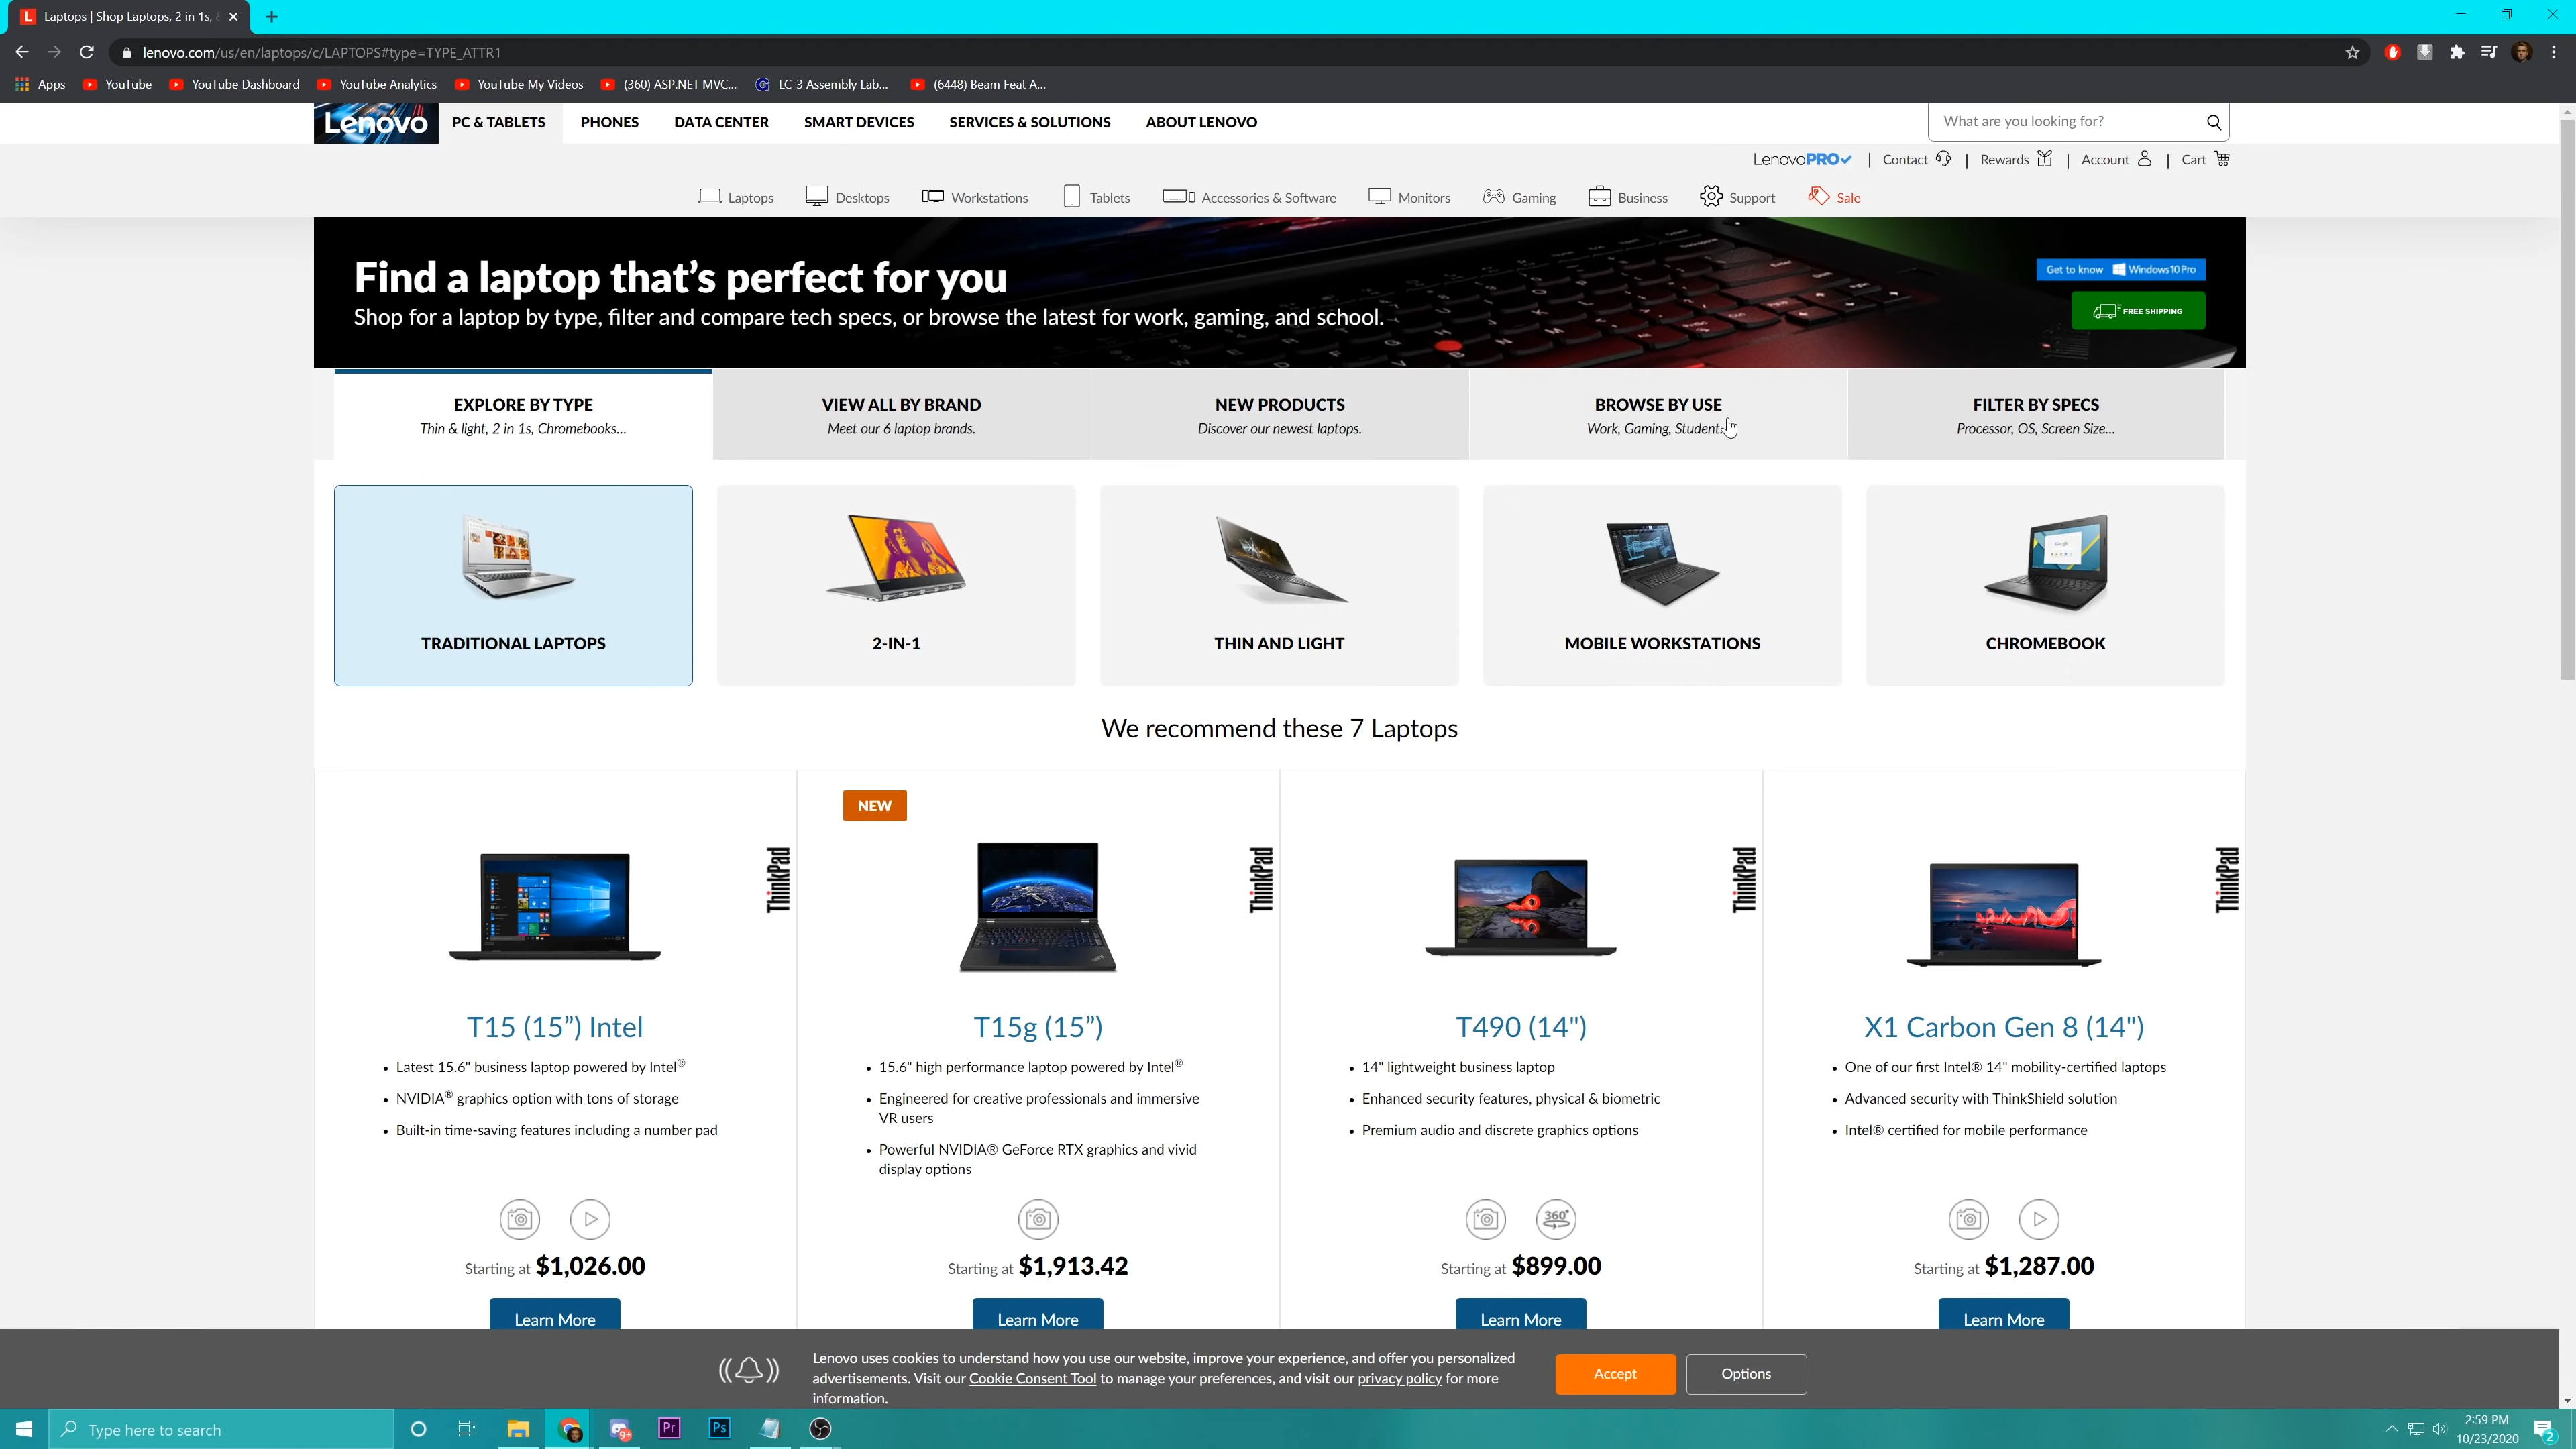 Laptops | Shop Laptops, 2 in 1s,
lenovo.com/us/en/laptops/c/LAPTOPS#type=TYPE_ATTR1
Apps YouTube YouTube Dashboard YouTube Analytics YouTube My Videos (360) ASP.NET MVC... LC-3 Assembly Lab... (6448) Beam Feat A...
Lenovo PC & TABLETS PHONES DATA CENTER SMART DEVICES SERVICES & SOLUTIONS ABOUT LENOVO What are you looking for?
LenovoPRO | Contact | Rewards | Account | Cart
Laptops Desktops Workstations Tablets Accessories & Software Monitors Gaming Business Support Sale
Find a laptop that’s perfect for you
Shop for a laptop by type, filter and compare tech specs, or browse the latest for work, gaming, and school.
Get to know Windows 10 Pro
FREE SHIPPING
EXPLORE BY TYPE VIEW ALL BY BRAND NEW PRODUCTS BROWSE BY USE FILTER BY SPECS
Thin & light, 2 in 1s, Chromebooks... Meet our 6 laptop brands. Discover our newest laptops. Work, Gaming, Student Processor, OS, Screen Size...
TRADITIONAL LAPTOPS 2-IN-1 THIN AND LIGHT MOBILE WORKSTATIONS CHROMEBOOK
We recommend these 7 Laptops
NEW
ThinkPad ThinkPad ThinkPad ThinkPad
T15 (15”) Intel
• Latest 15.6" business laptop powered by Intel®
• NVIDIA® graphics option with tons of storage
• Built-in time-saving features including a number pad
Starting at $1,026.00
Learn More
T15g (15”)
• 15.6" high performance laptop powered by Intel®
• Engineered for creative professionals and immersive
VR users
• Powerful NVIDIA® GeForce RTX graphics and vivid
display options
Starting at $1,913.42
Learn More
T490 (14")
• 14" lightweight business laptop
• Enhanced security features, physical & biometric
• Premium audio and discrete graphics options
360°
Starting at $899.00
Learn More
X1 Carbon Gen 8 (14")
• One of our first Intel® 14" mobility-certified laptops
• Advanced security with ThinkShield solution
• Intel® certified for mobile performance
Starting at $1,287.00
Learn More
Lenovo uses cookies to understand how you use our website, improve your experience, and offer you personalized
advertisements. Visit our Cookie Consent Tool to manage your preferences, and visit our privacy policy for more
information.
Accept Options
Type here to search
9+ Pr Ps
2:59 PM
10/23/2020
2